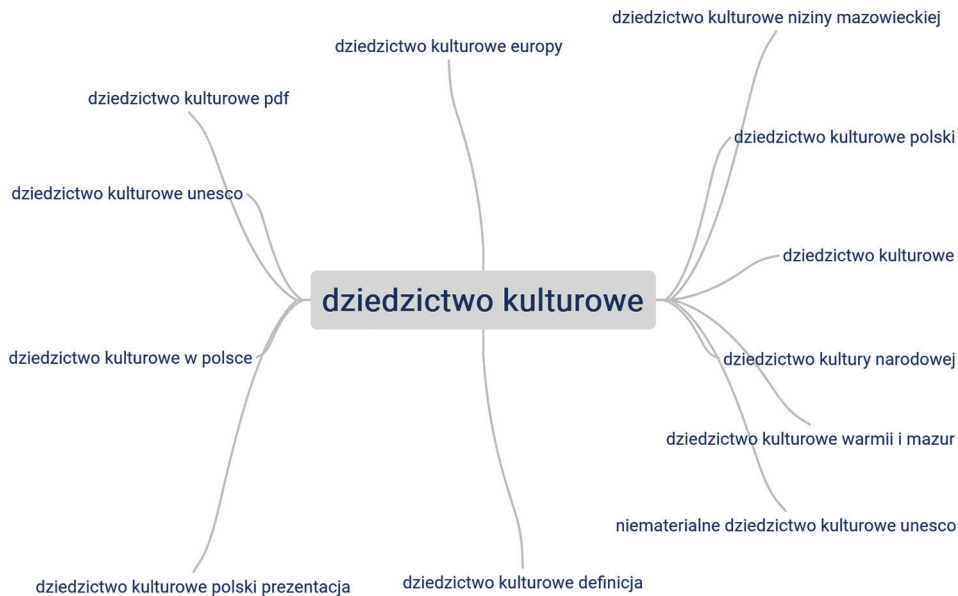 dziedzictwo kulturowe niziny mazowieckiej
dziedzictwo kulturowe europy
dziedzictwo kulturowe pdf
dziedzictwo kulturowe polski
dziedzictwo kulturowe unesco
dziedzictwo kulturowe
dziedzictwo kulturowe
dziedzictwo kulturowe w polsce
dziedzictwo kultury narodowej
dziedzictwo kulturowe warmii i mazur
niematerialne dziedzictwo kulturowe unesco
dziedzictwo kulturowe definicja
dziedzictwo kulturowe polski prezentacja